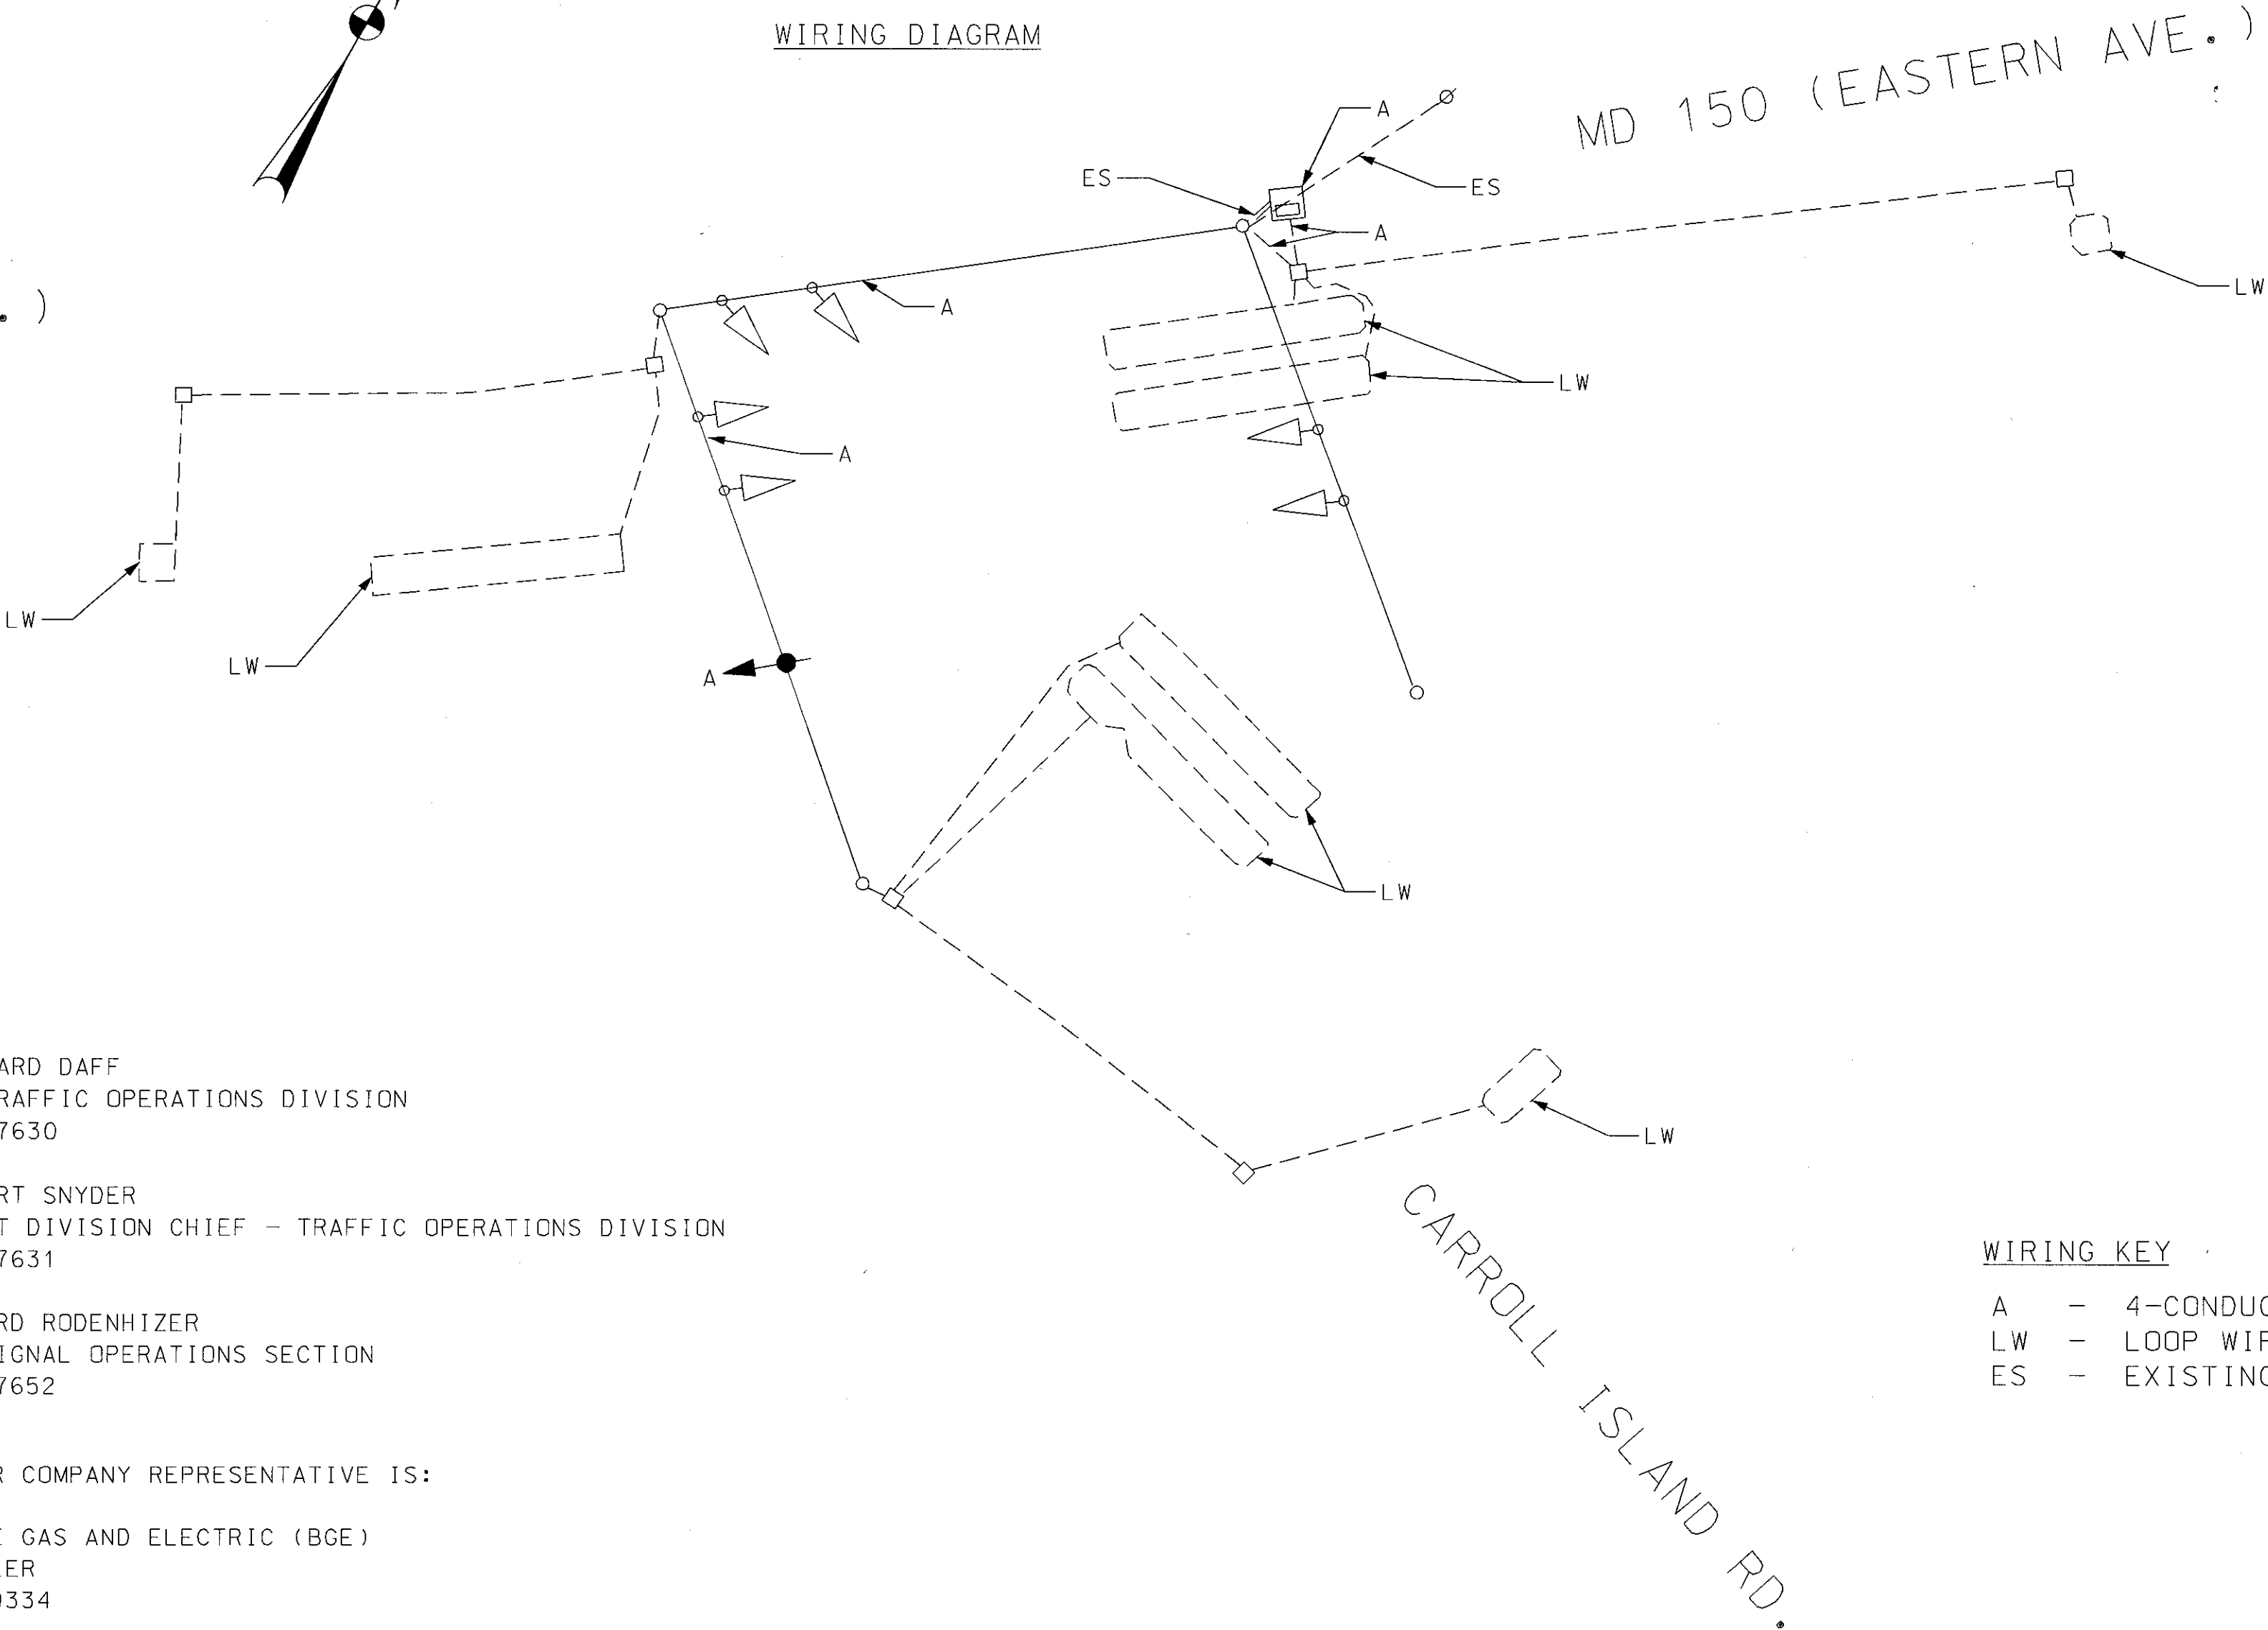 WIRING DIAGRAM
MD 150 (EASTERN AVE.)
A
ES
ES
A
LW
.)
A
LW
A
LW
LW
A
LW
LW
CARROLL ISLAND RD.
ARD DAFF
RAFFIC OPERATIONS DIVISION
7630
RT SNYDER
T DIVISION CHIEF - TRAFFIC OPERATIONS DIVISION
7631
RD RODENHIZER
IGNAL OPERATIONS SECTION
7652
R COMPANY REPRESENTATIVE IS:
E GAS AND ELECTRIC (BGE)
ER
9334
WIRING KEY
A - 4-CONDUC
LW - LOOP WIR
ES - EXISTING